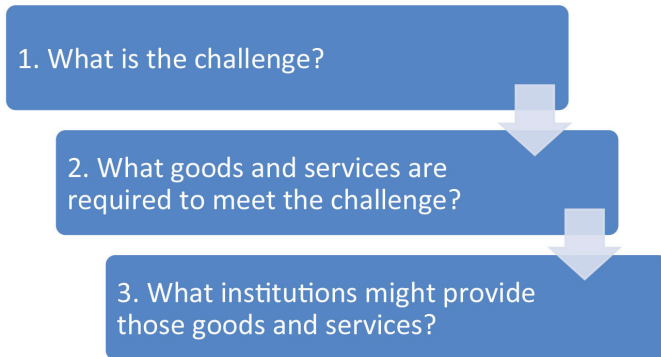 1. What is the challenge?
2. What goods and services are
required to meet the challenge?
3. What institutions might provide
those goods and services?